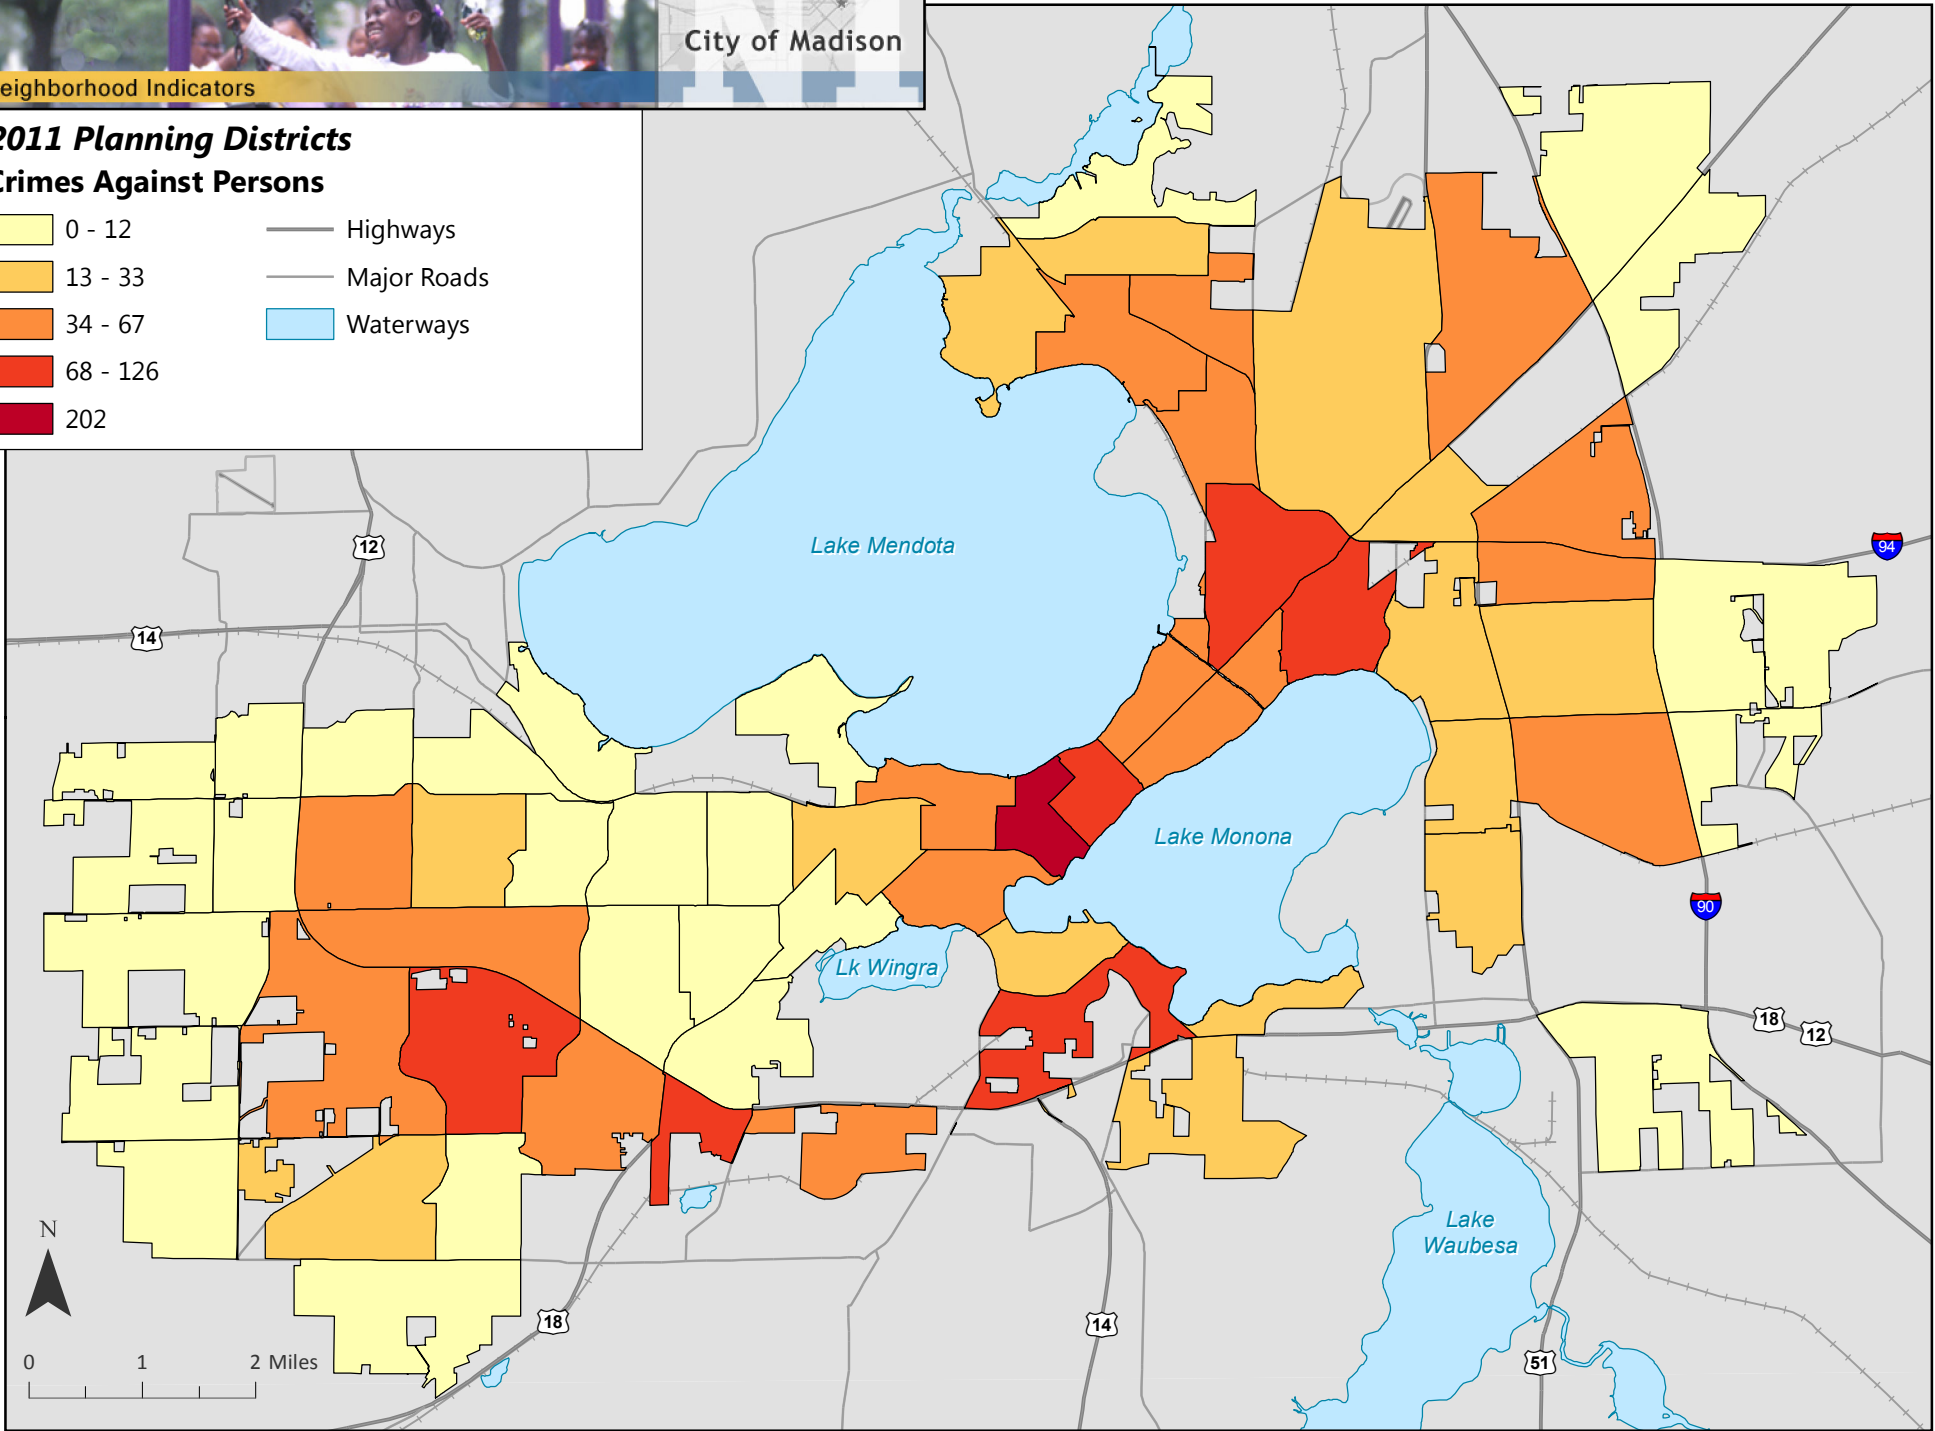 City of Madison
eighborhood Indicators
2011 Planning Districts
Crimes Against Persons
0 - 12
13 - 33
34 - 67
68 - 126
202
Highways
Major Roads
Waterways
Lake Mendota
Lake Monona
Lk Wingra
Lake
Waubesa
12
14
94
90
18
12
18
14
51
N
0 1 2 Miles